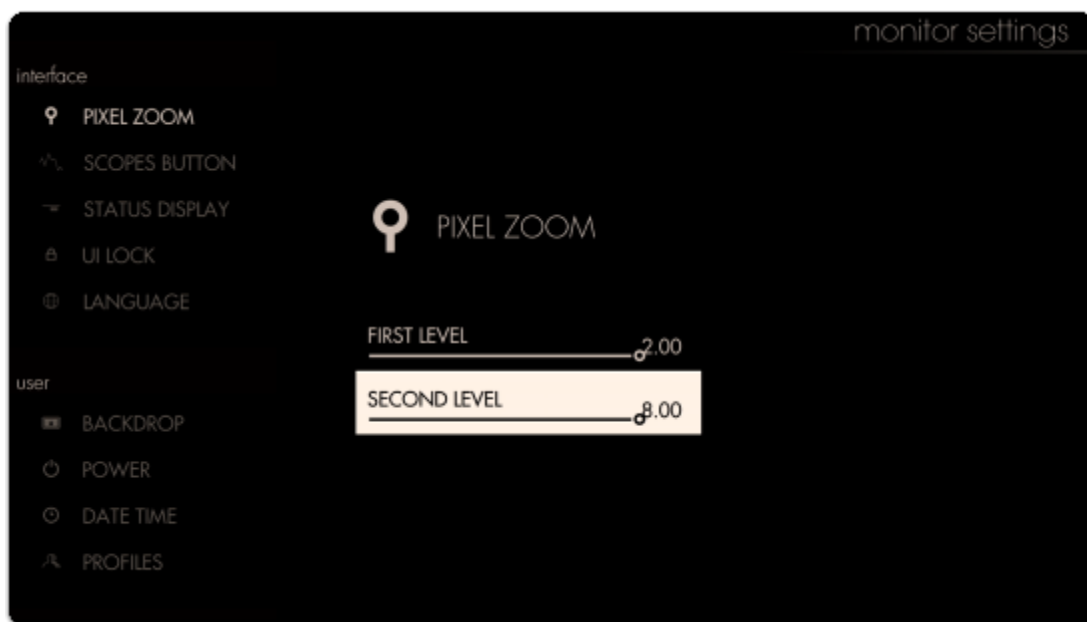 monitor settings
interface
PIXEL ZOOM
SCOPES BUTTON
STATUS DISPLAY
UI LOCK
LANGUAGE
user
BACKDROP
POWER
DATE TIME
PROFILES
PIXEL ZOOM
FIRST LEVEL 2.00
SECOND LEVEL 8.00